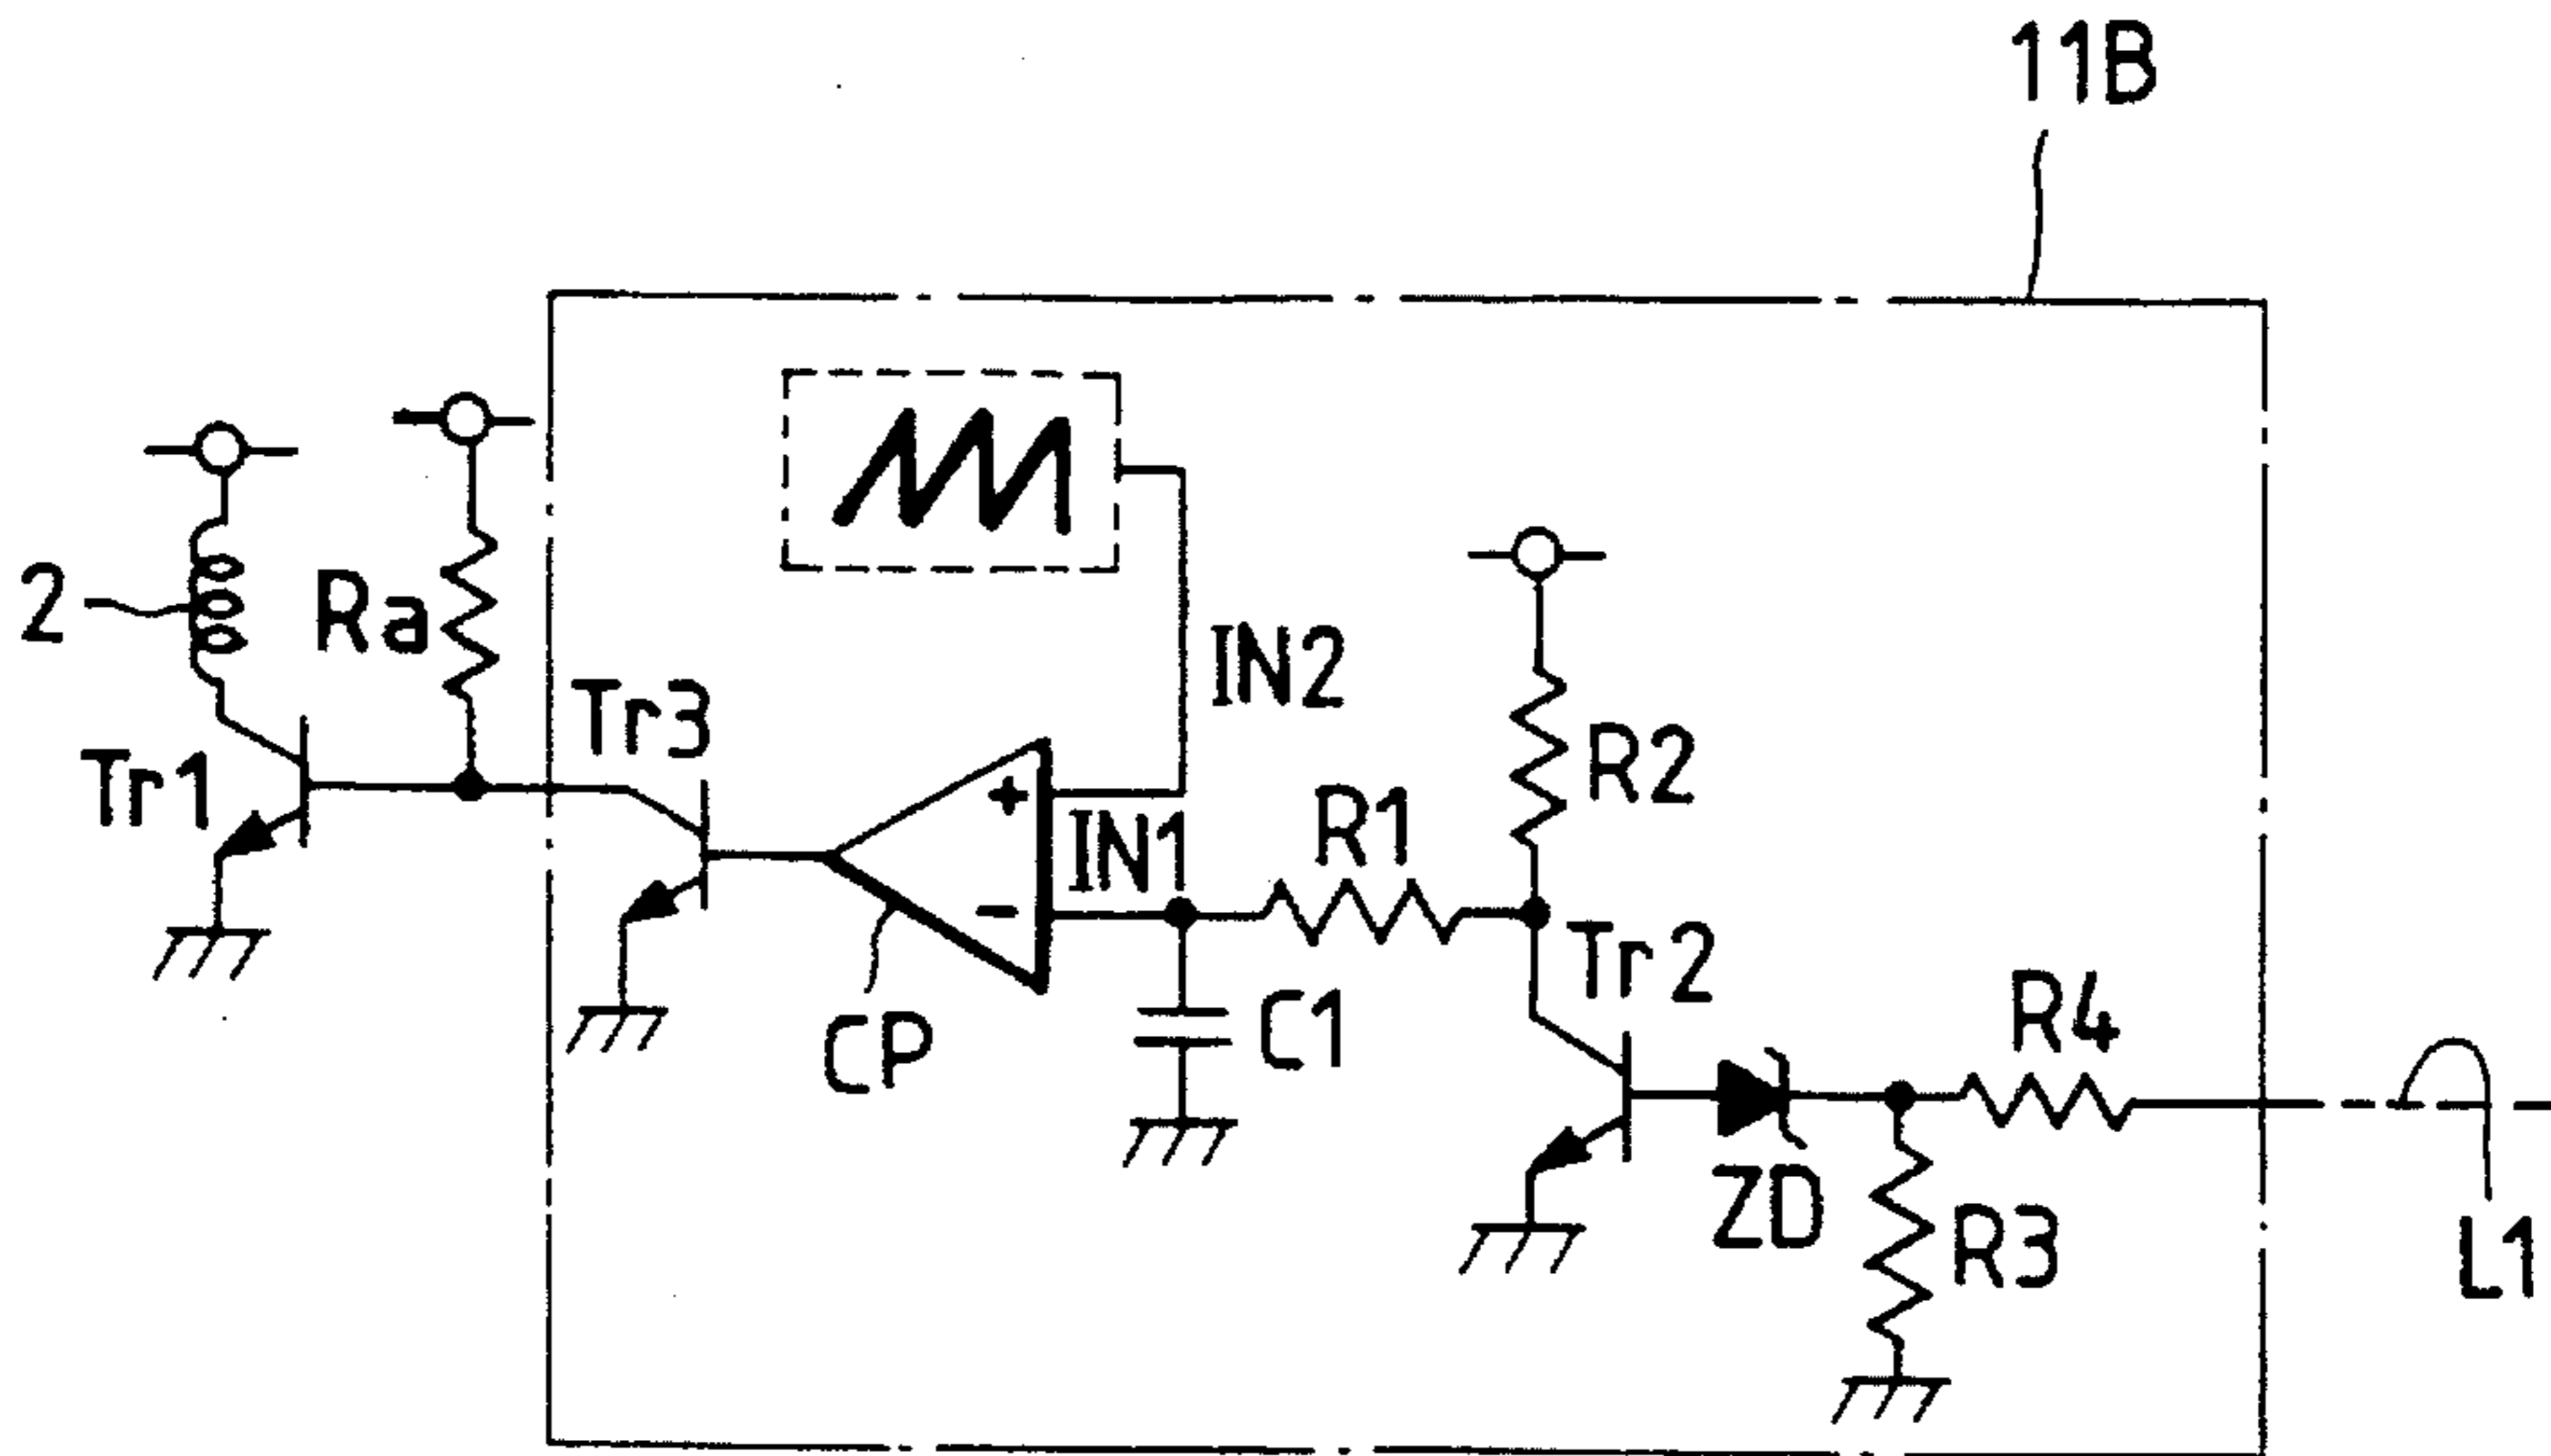 11B
2
Ra
IN2
Tr3
Tr1
+
IN1
-
R1
R2
Tr2
CP
C1
R4
ZD
R3
L1